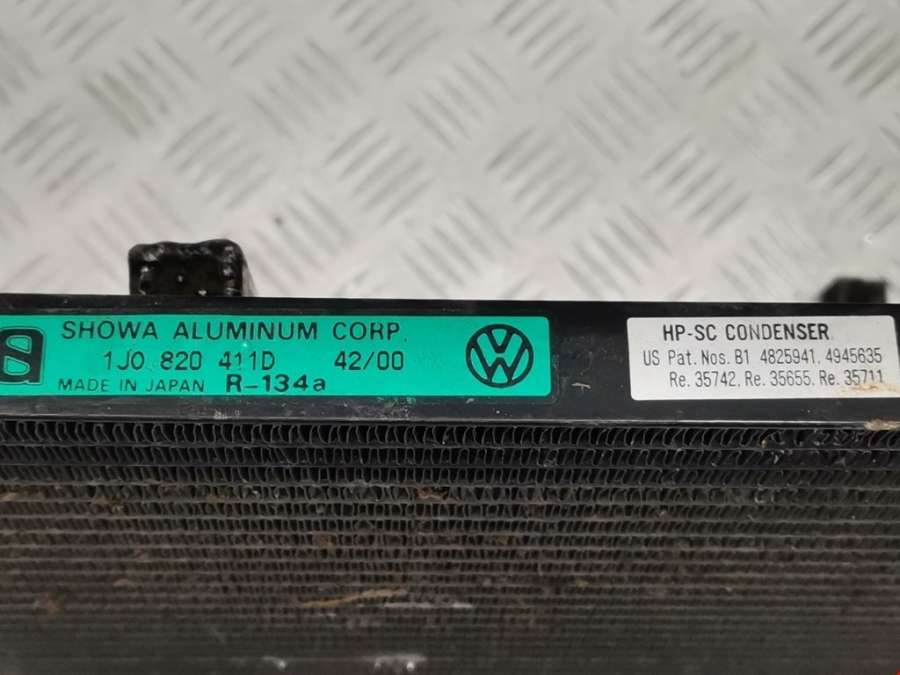 SHOWA ALUMINUM CORP.
1J0 820 411D 42/00
MADE IN JAPAN R-134a
HP-SC CONDENSER
US Pat. Nos. B1 4825941. 4945635
Re. 35742. Re. 35655. Re. 35711